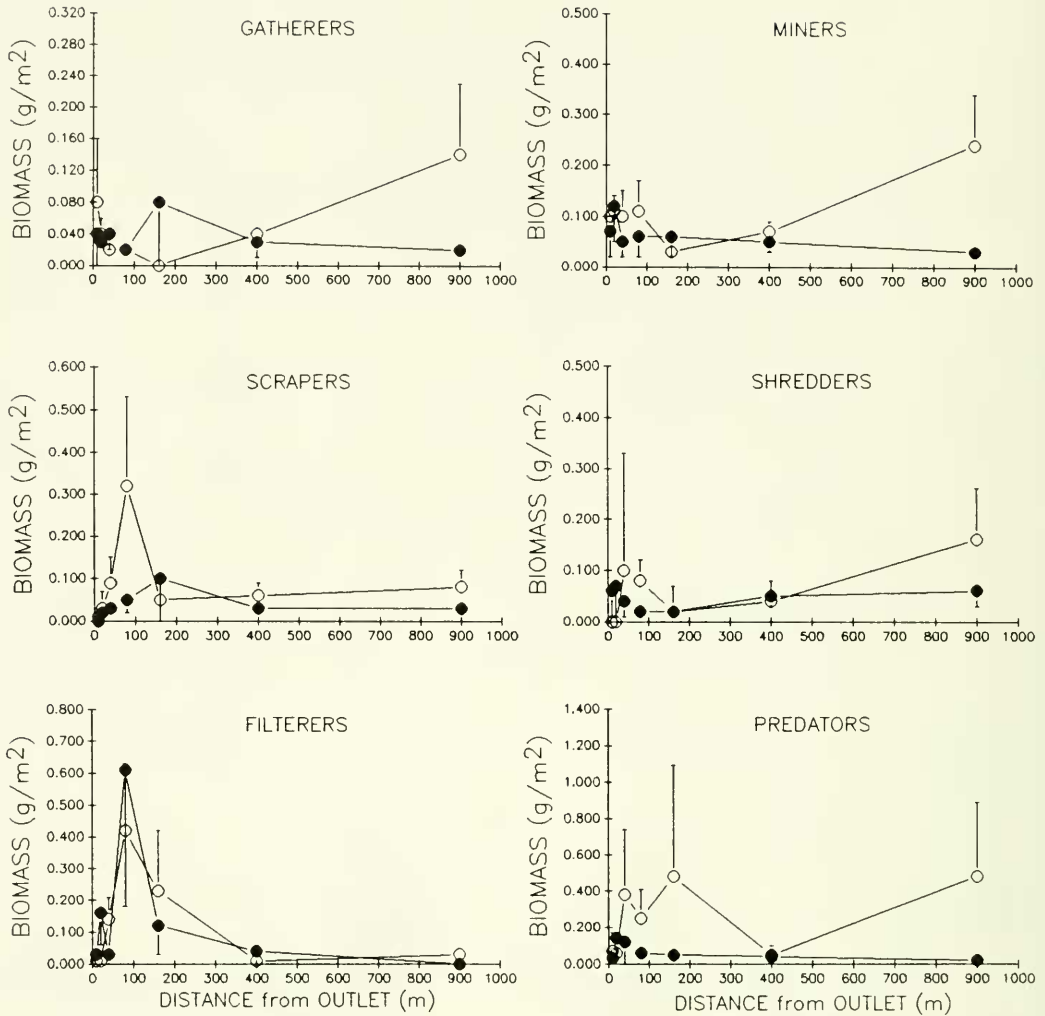 GATHERERS
BIOMASS (g/m2)
0.320
0.280
0.240
0.200
0.160
0.120
0.080
0.040
0.000
0 100 200 300 400 500 600 700 800 900 1000
MINERS
BIOMASS (g/m2)
0.500
0.400
0.300
0.200
0.100
0.000
0 100 200 300 400 500 600 700 800 900 1000
SCRAPERS
BIOMASS (g/m2)
0.600
0.500
0.400
0.300
0.200
0.100
0.000
0 100 200 300 400 500 600 700 800 900 1000
SHREDDERS
BIOMASS (g/m2)
0.500
0.400
0.300
0.200
0.100
0.000
0 100 200 300 400 500 600 700 800 900 1000
FILTERERS
BIOMASS (g/m2)
0.800
0.700
0.600
0.500
0.400
0.300
0.200
0.100
0.000
0 100 200 300 400 500 600 700 800 900 1000
DISTANCE from OUTLET (m)
PREDATORS
BIOMASS (g/m2)
1.400
1.200
1.000
0.800
0.600
0.400
0.200
0.000
0 100 200 300 400 500 600 700 800 900 1000
DISTANCE from OUTLET (m)